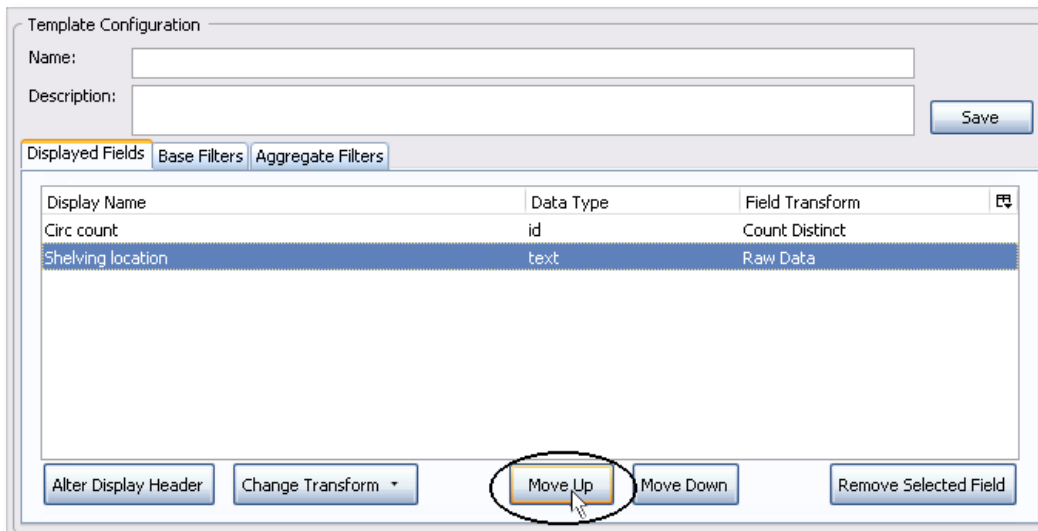 Template Configuration
Name:
Description:
Save
Displayed Fields Base Filters Aggregate Filters
Display Name Data Type Field Transform
Circ count id Count Distinct
Shelving location text Raw Data
Alter Display Header Change Transform Move Up Move Down Remove Selected Field